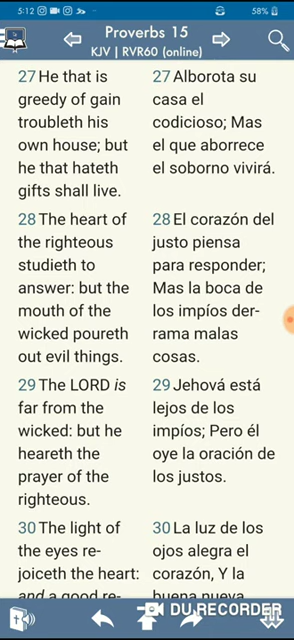 5:12
58%
Proverbs 15
KJV | RVR60 (online)
27 He that is
greedy of gain
troubleth his
own house; but
he that hateth
gifts shall live.
27 Alborota su
casa el
codicioso; Mas
el que aborrece
el soborno vivirá.
28 The heart of
the righteous
studieth to
answer: but the
mouth of the
wicked poureth
out evil things.
28 El corazón del
justo piensa
para responder;
Mas la boca de
los impíos der-
rama malas
cosas.
29 The LORD is
far from the
wicked: but he
heareth the
prayer of the
righteous.
29 Jehová está
lejos de los
impíos; Pero él
oye la oración de
los justos.
30 The light of
the eyes re-
joiceth the heart:
and a good re-
30 La luz de los
ojos alegra el
corazón, Y la
buena nueva
DU RECORDER